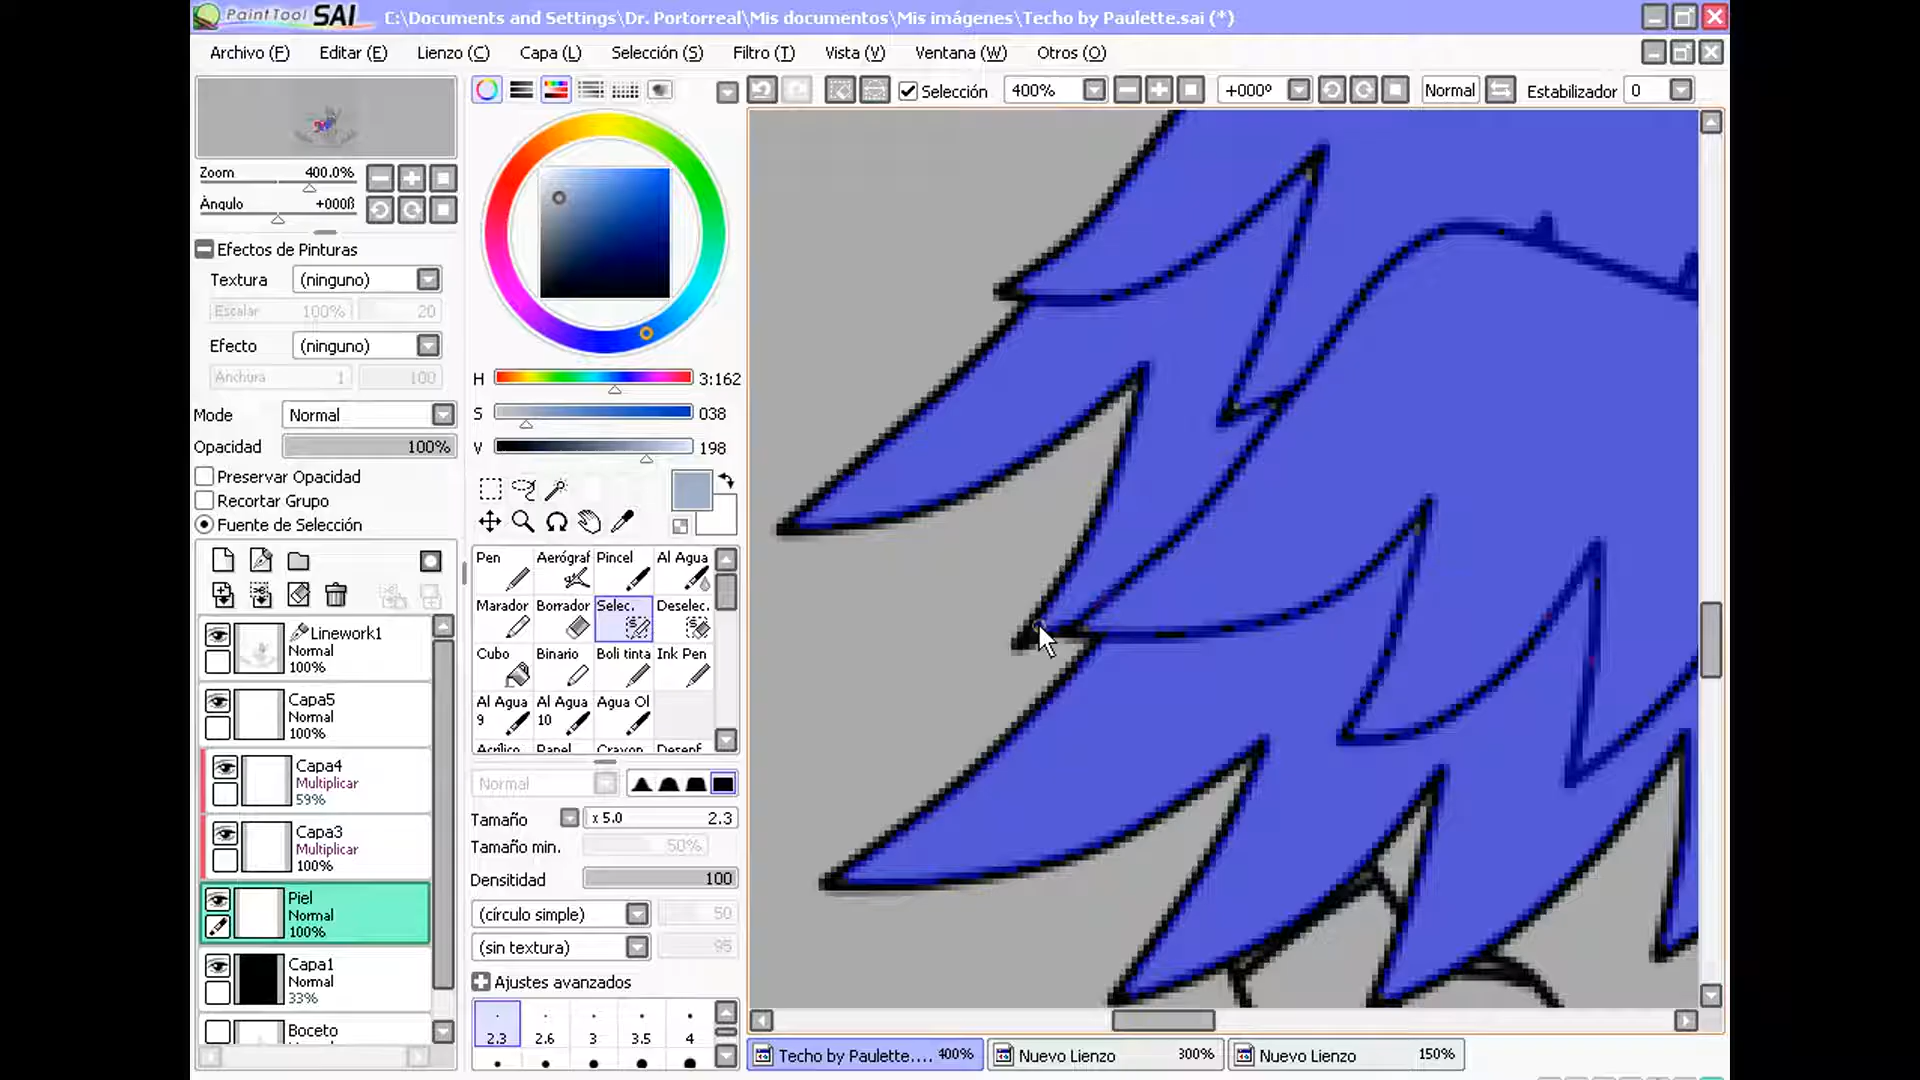 PaintTool SAI C:\Documents and Settings\Dr. Portorreal\Mis documentos\Mis imágenes\Techo by Paulette.sai (*)
Archivo (F) Editar (E) Lienzo (C) Capa (L) Selección (S) Filtro (T) Vista (V) Ventana (W) Otros (O)
Selección 400% +000º Normal Estabilizador 0
Zoom 400.0%
Ángulo +000ß
Efectos de Pinturas
Textura (ninguno)
Escalar 100% 20
Efecto (ninguno)
Anchura 1 100
Modo Normal
Opacidad 100%
Preservar Opacidad
Recortar Grupo
Fuente de Selección
Linework1
Normal
100%
Capa5
Normal
100%
Capa4
Multiplicar
59%
Capa3
Multiplicar
100%
Piel
Normal
100%
Capa1
Normal
33%
Boceto
H 3:162
S 038
V 198
Pen Aerógraf Pincel Al Agua
Marador Borrador Selec. Deselec.
Cubo Binario Boli tinta Ink Pen
Al Agua 9 Al Agua 10 Agua Ol
Acrílico Papel Crayon Desenf
Normal
Tamaño x 5.0 2.3
Tamaño min. 50%
Densitidad 100
(círculo simple) 50
(sin textura) 95
Ajustes avanzados
2.3 2.6 3 3.5 4
Techo by Paulette.... 400% Nuevo Lienzo 300% Nuevo Lienzo 150%